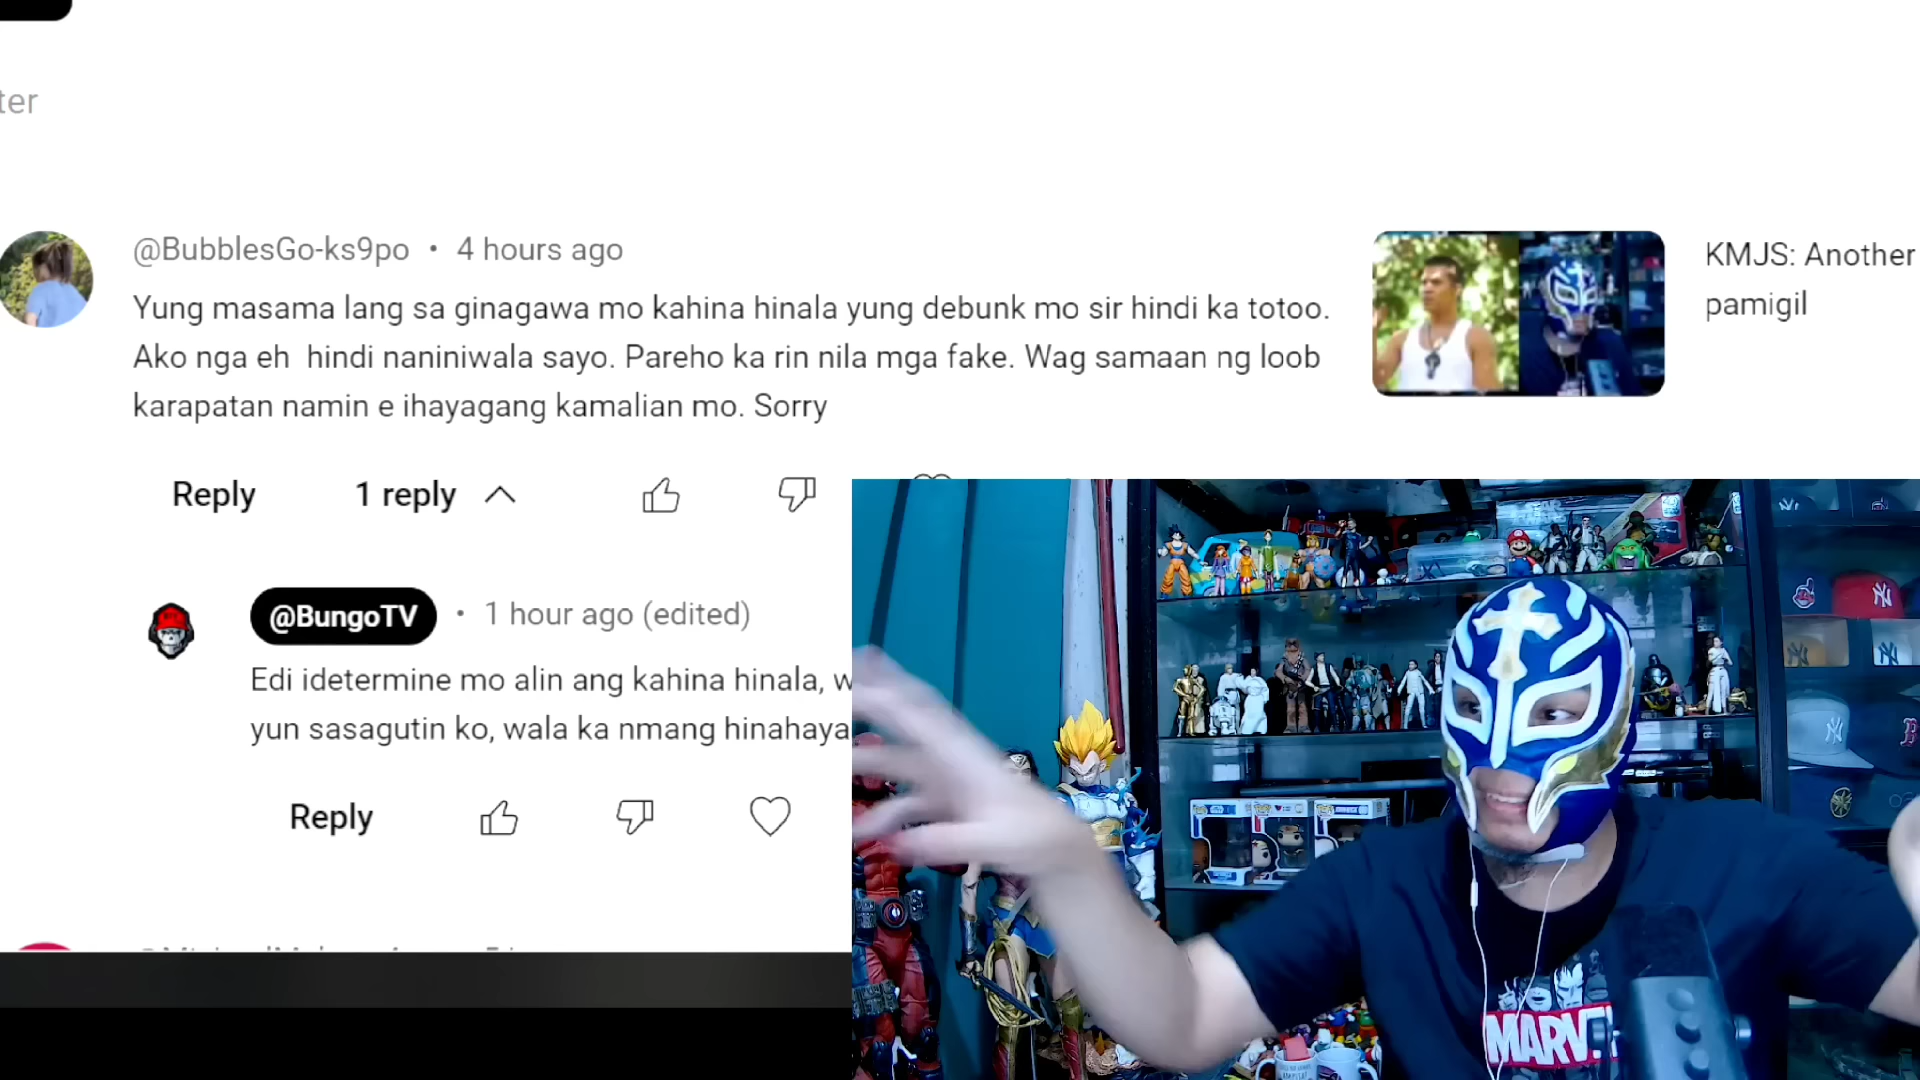 ter
@BubblesGo-ks9po • 4 hours ago
Yung masama lang sa ginagawa mo kahina hinala yung debunk mo sir hindi ka totoo.
Ako nga eh hindi naniniwala sayo. Pareho ka rin nila mga fake. Wag samaan ng loob
karapatan namin e ihayagang kamalian mo. Sorry
KMJS: Another
pamigil
Reply 1 reply
@BungoTV • 1 hour ago (edited)
Edi idetermine mo alin ang kahina hinala, w
yun sasagutin ko, wala ka nmang hinahaya
Reply
MARV